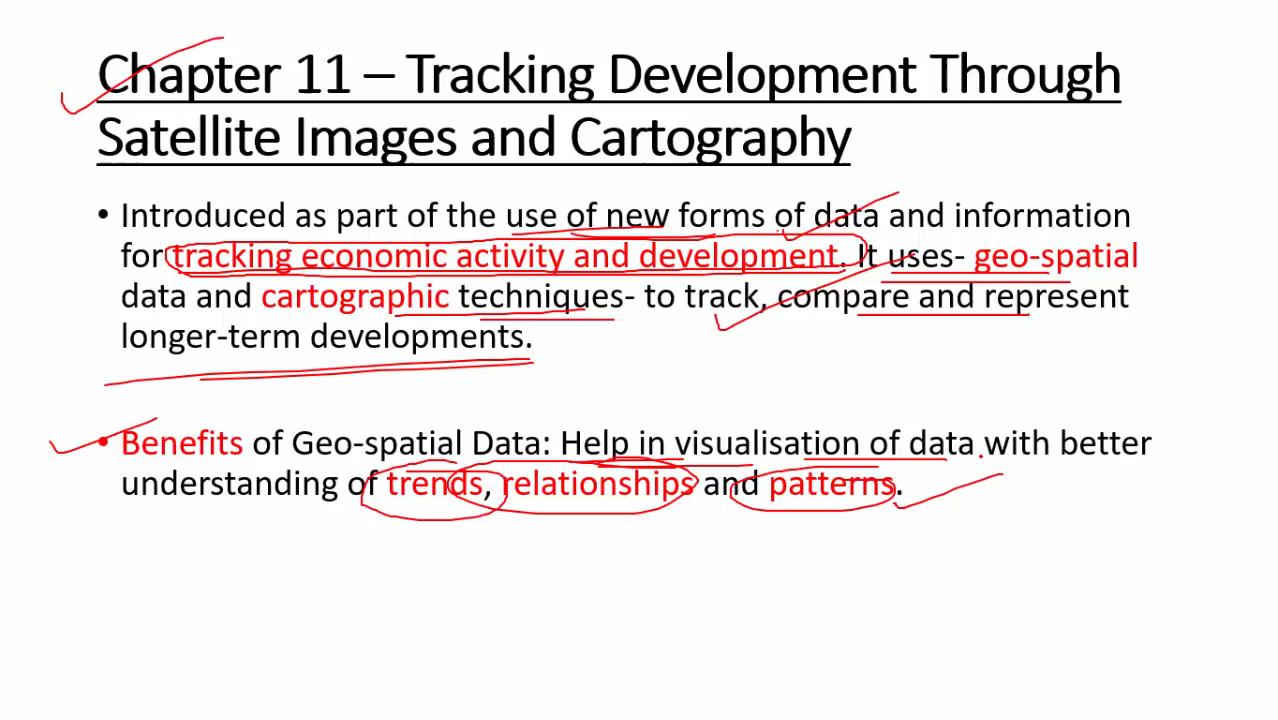 Chapter 11 – Tracking Development Through
Satellite Images and Cartography
• Introduced as part of the use of new forms of data and information
for tracking economic activity and development. It uses- geo-spatial
data and cartographic techniques- to track, compare and represent
longer-term developments.
• Benefits of Geo-spatial Data: Help in visualisation of data with better
understanding of trends, relationships and patterns.